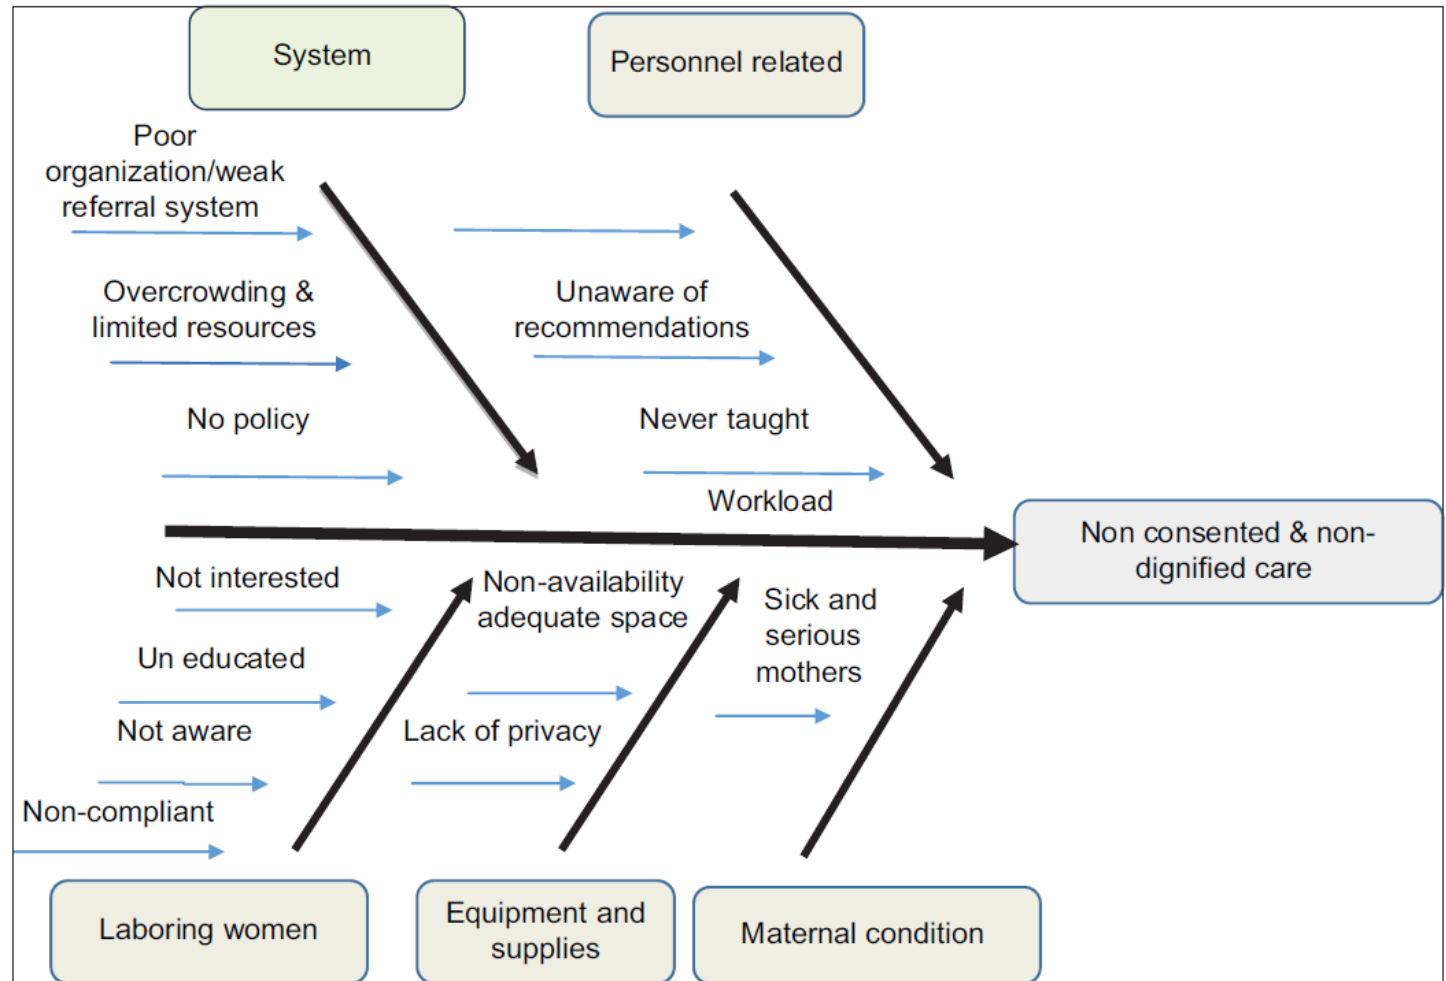 System
Personnel related
Poor
organization/weak
referral system
Overcrowding &
limited resources
Unaware of
recommendations
No policy
Never taught
Workload
Non consented & non-
dignified care
Not interested
Non-availability
adequate space
Sick and
serious
mothers
Un educated
Not aware
Lack of privacy
Non-compliant
Laboring women
Equipment and
supplies
Maternal condition